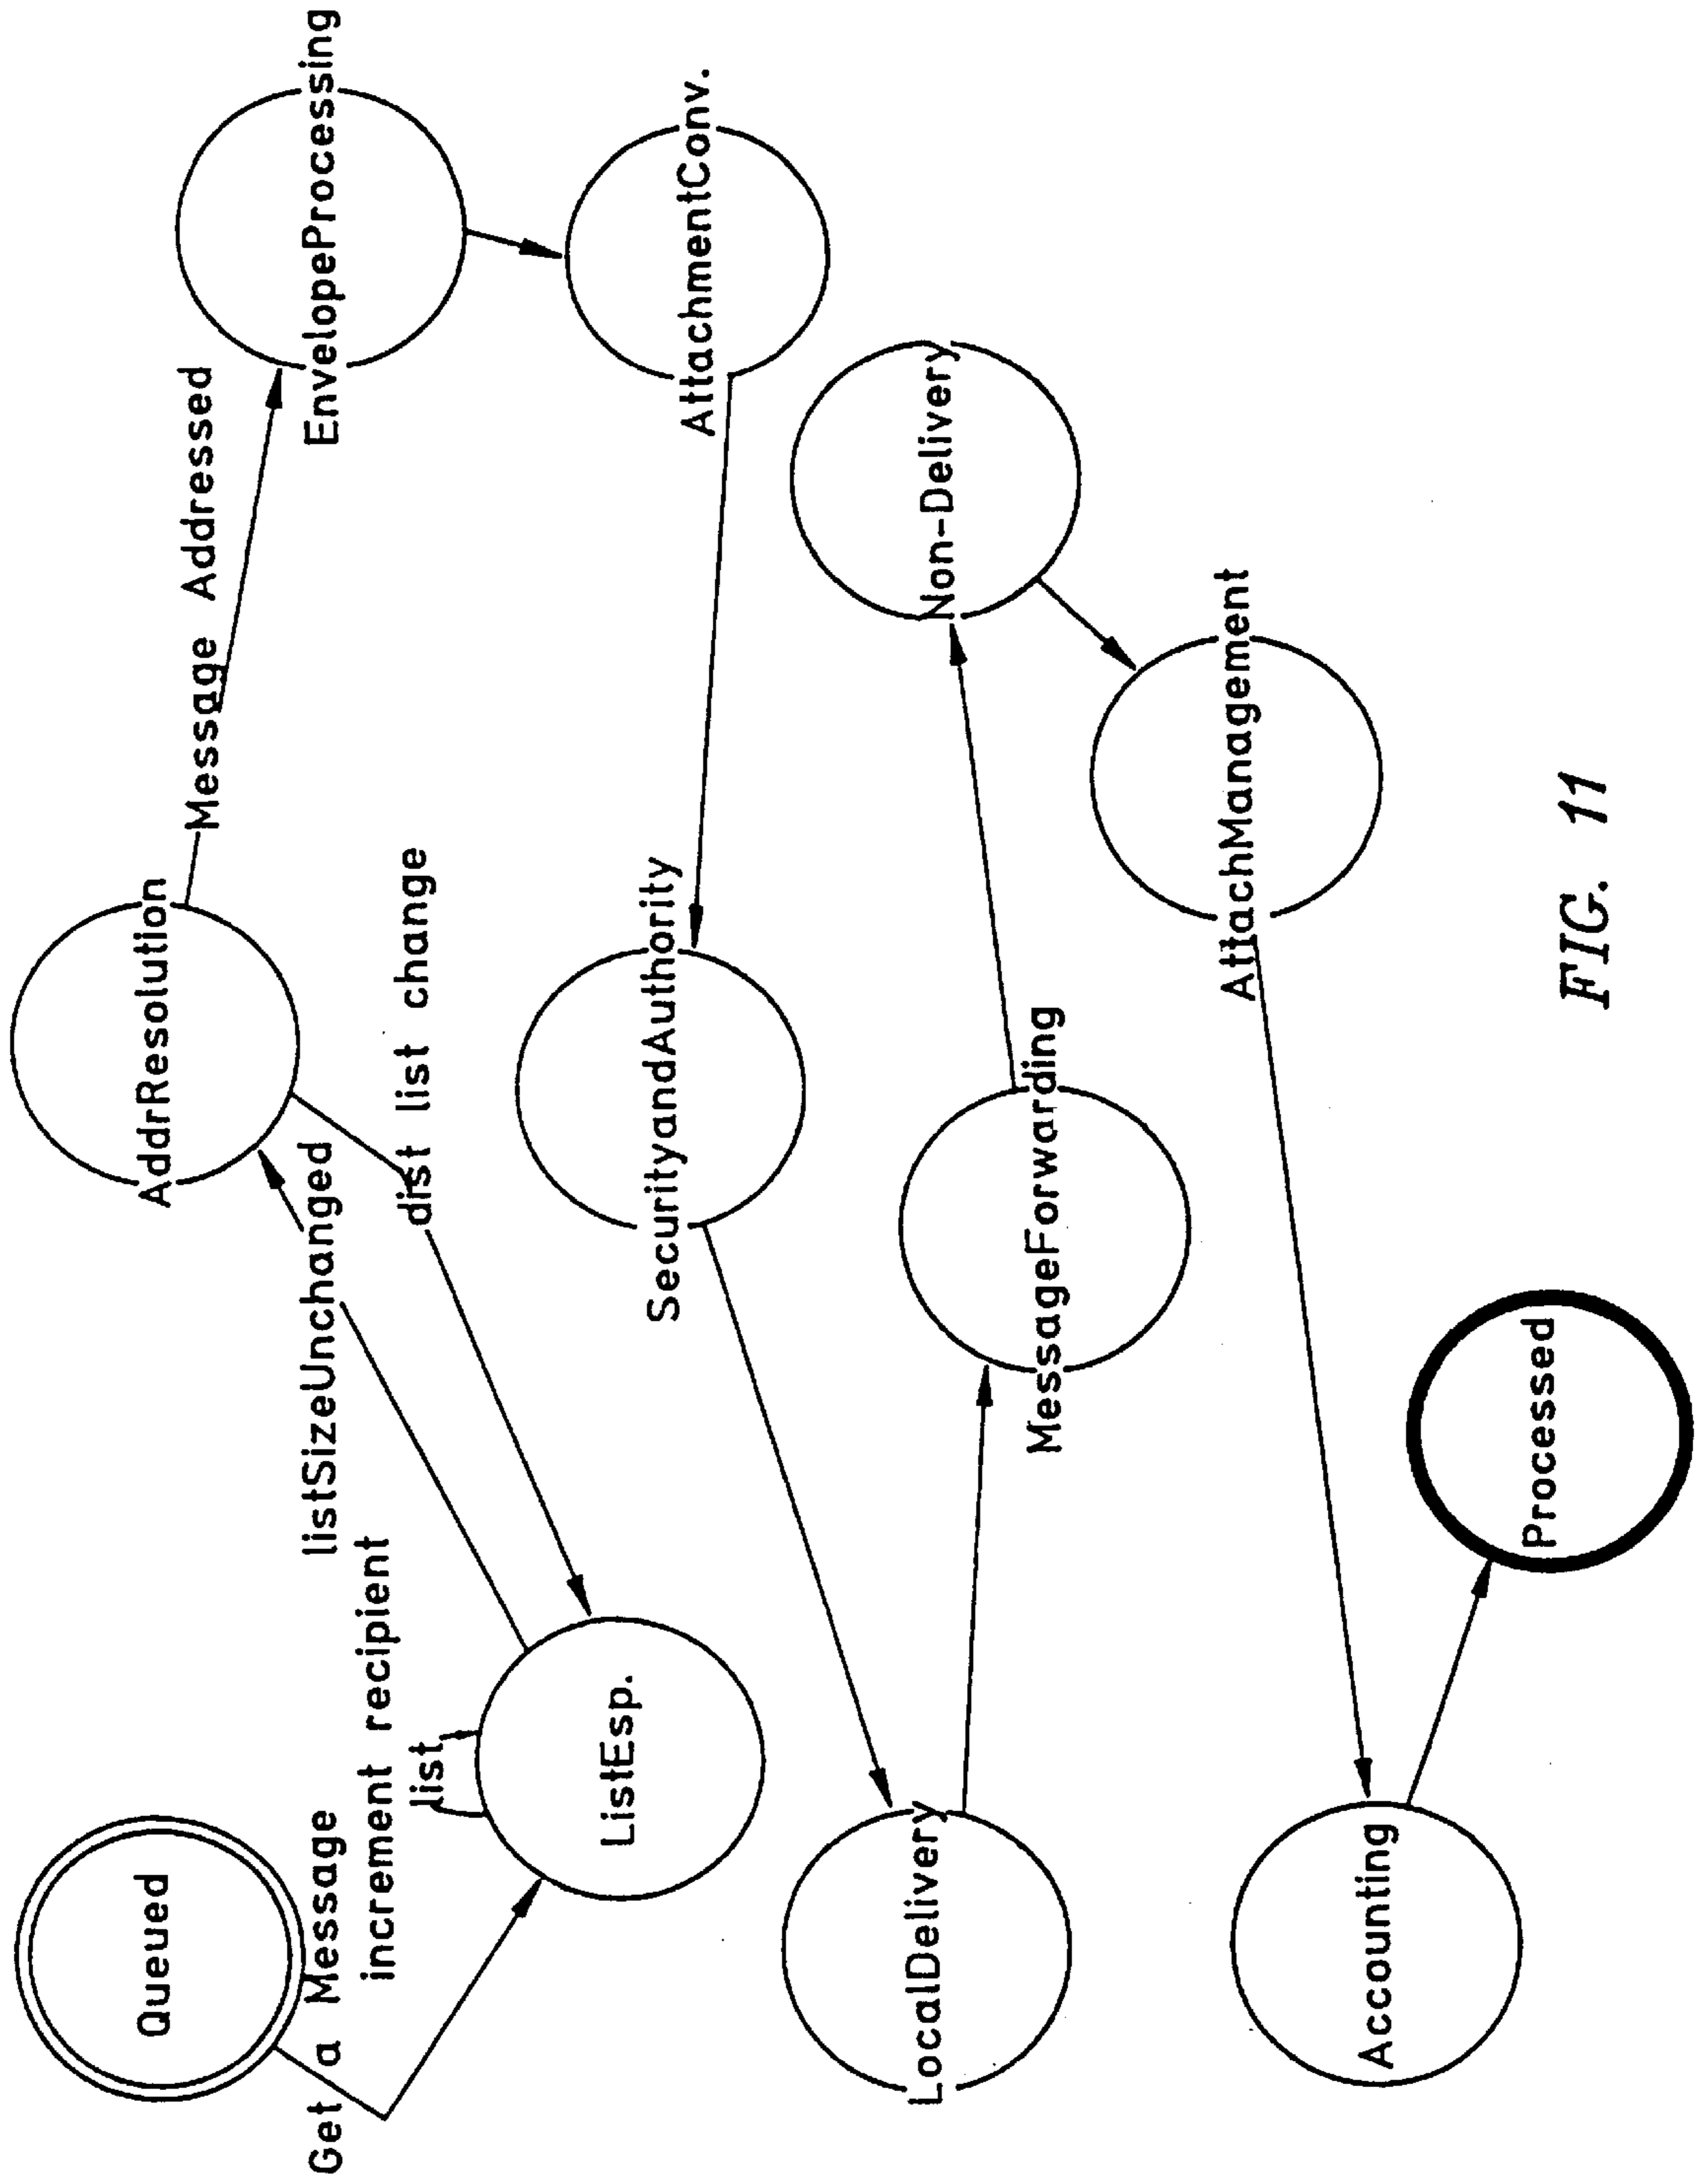 Queued
AddrResolution
Message Addressed
EnvelopeProcessing
Get a Message
listSizeUnchanged
increment recipient
list
dist list change
ListEsp.
SecurityandAuthority
AttachmentConv.
LocalDelivery
MessageForwarding
Non-Delivery
AttachManagement
Accounting
Processed
FIG. 11